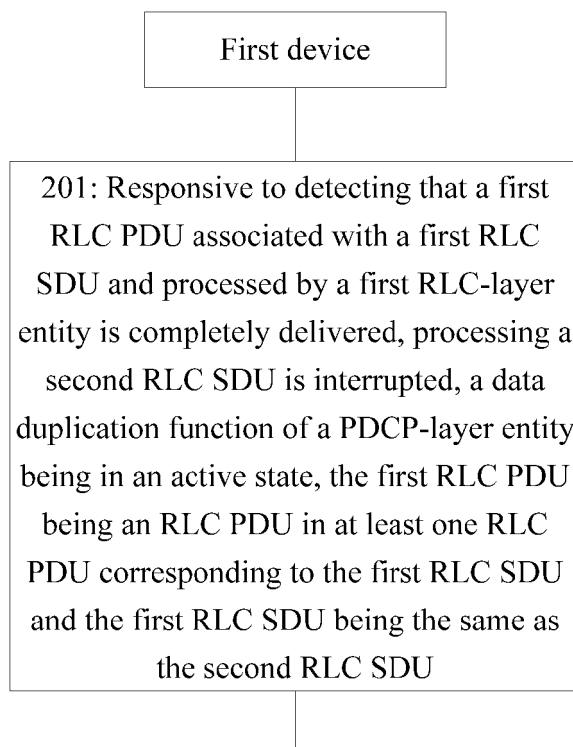 First device
201: Responsive to detecting that a first
RLC PDU associated with a first RLC
SDU and processed by a first RLC-layer
entity is completely delivered, processing a
second RLC SDU is interrupted, a data
duplication function of a PDCP-layer entity
being in an active state, the first RLC PDU
being an RLC PDU in at least one RLC
PDU corresponding to the first RLC SDU
and the first RLC SDU being the same as
the second RLC SDU